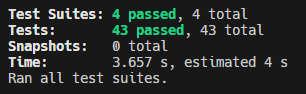 Test Suites: 4 passed, 4 total
Tests:       43 passed, 43 total
Snapshots:   0 total
Time:        3.657 s, estimated 4 s
Ran all test suites.